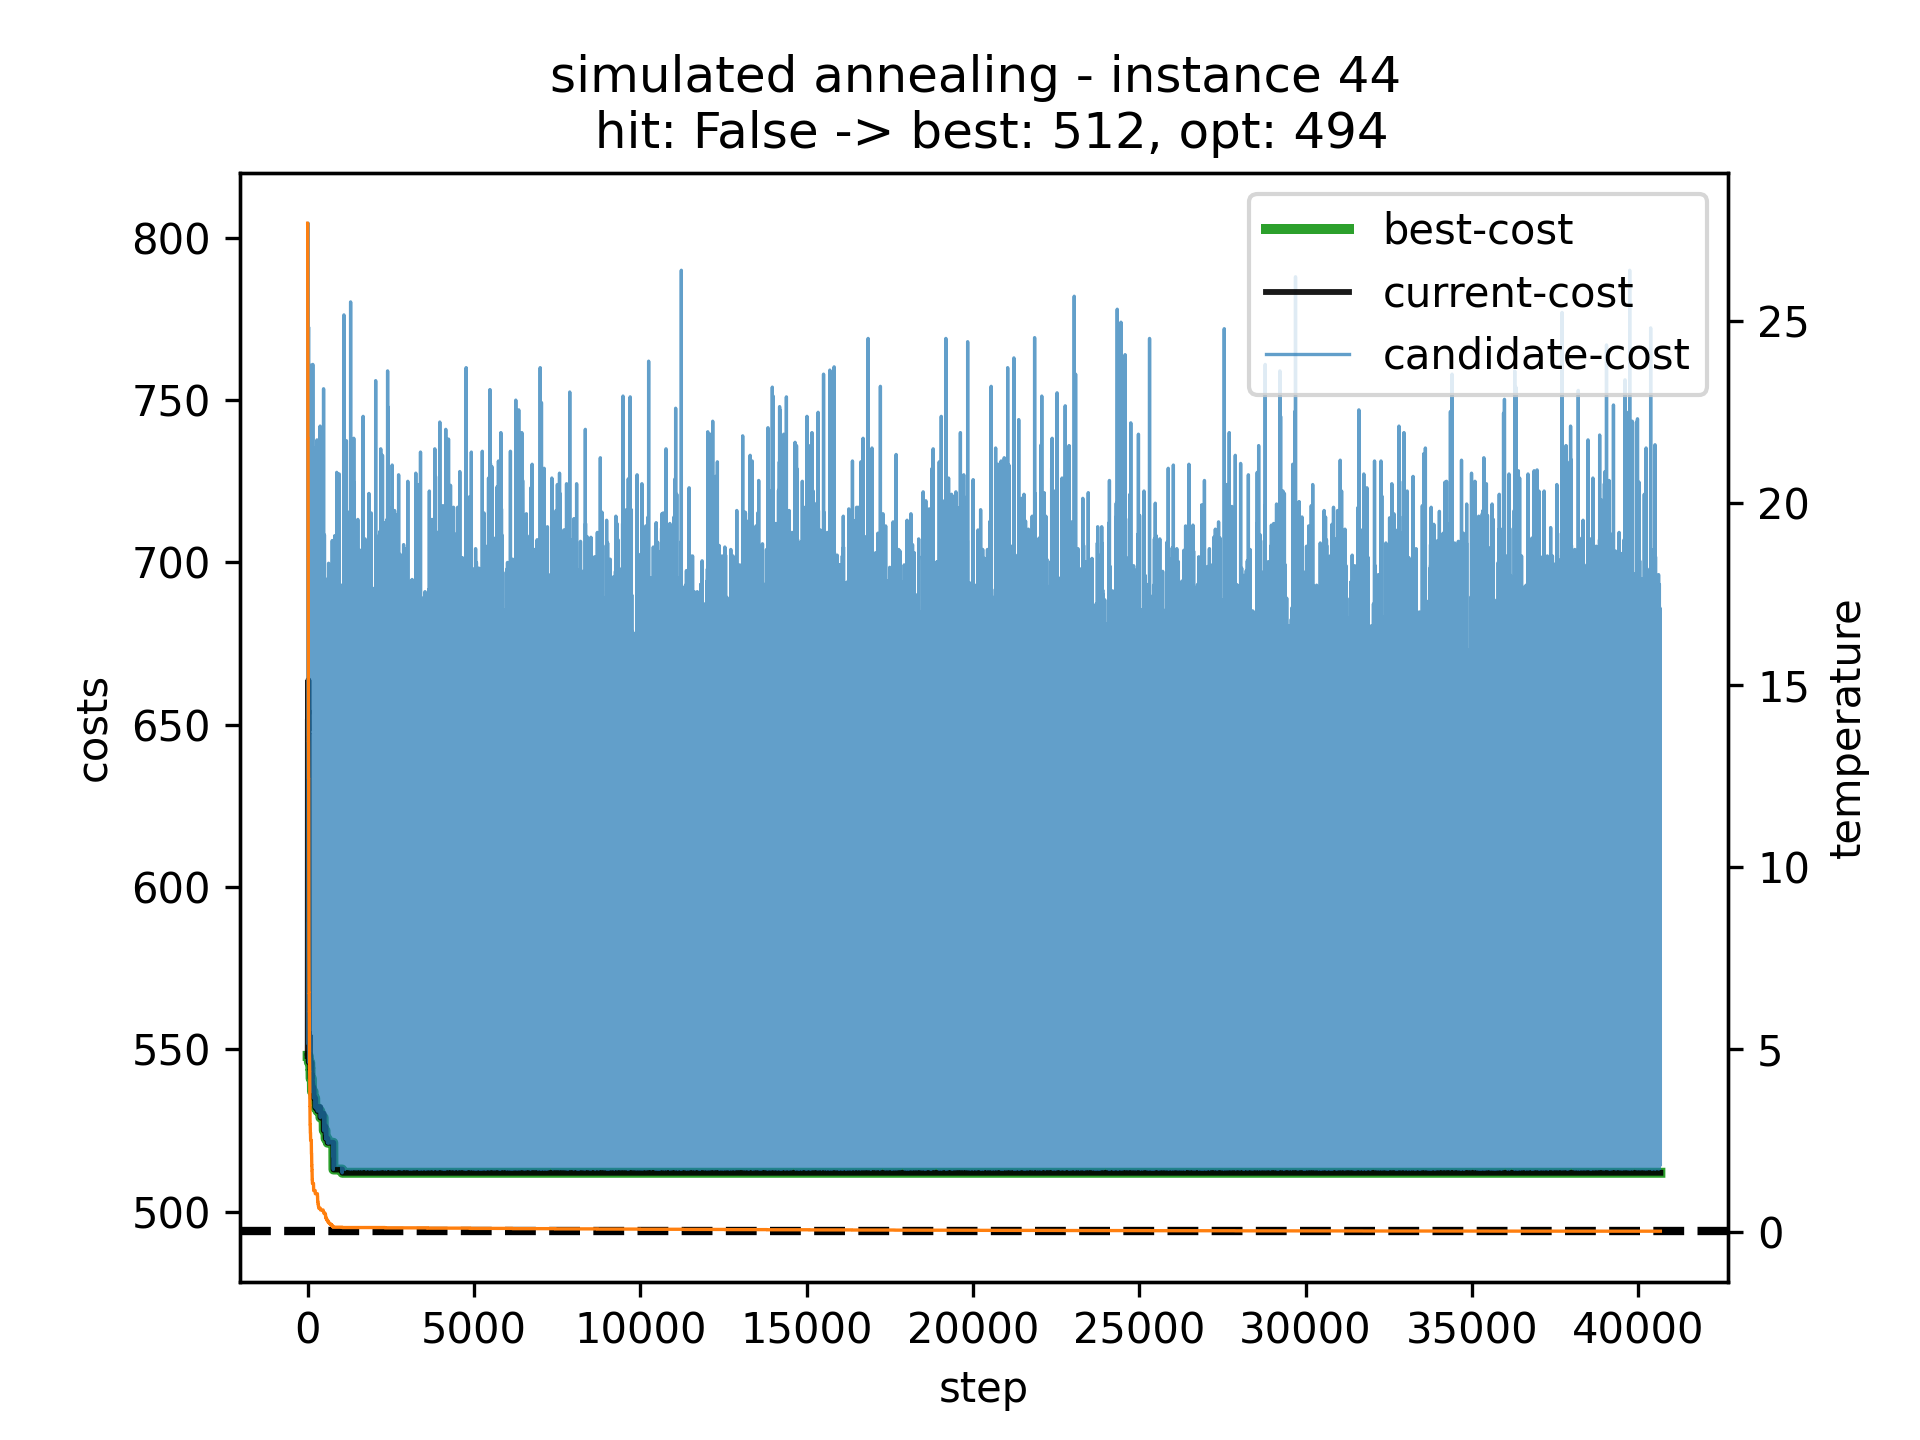 simulated annealing - instance 44
hit: False -> best: 512, opt: 494
best-cost
current-cost
candidate-cost
800
750
700
650
600
550
500
costs
25
20
15
10
5
0
temperature
0 5000 10000 15000 20000 25000 30000 35000 40000
step